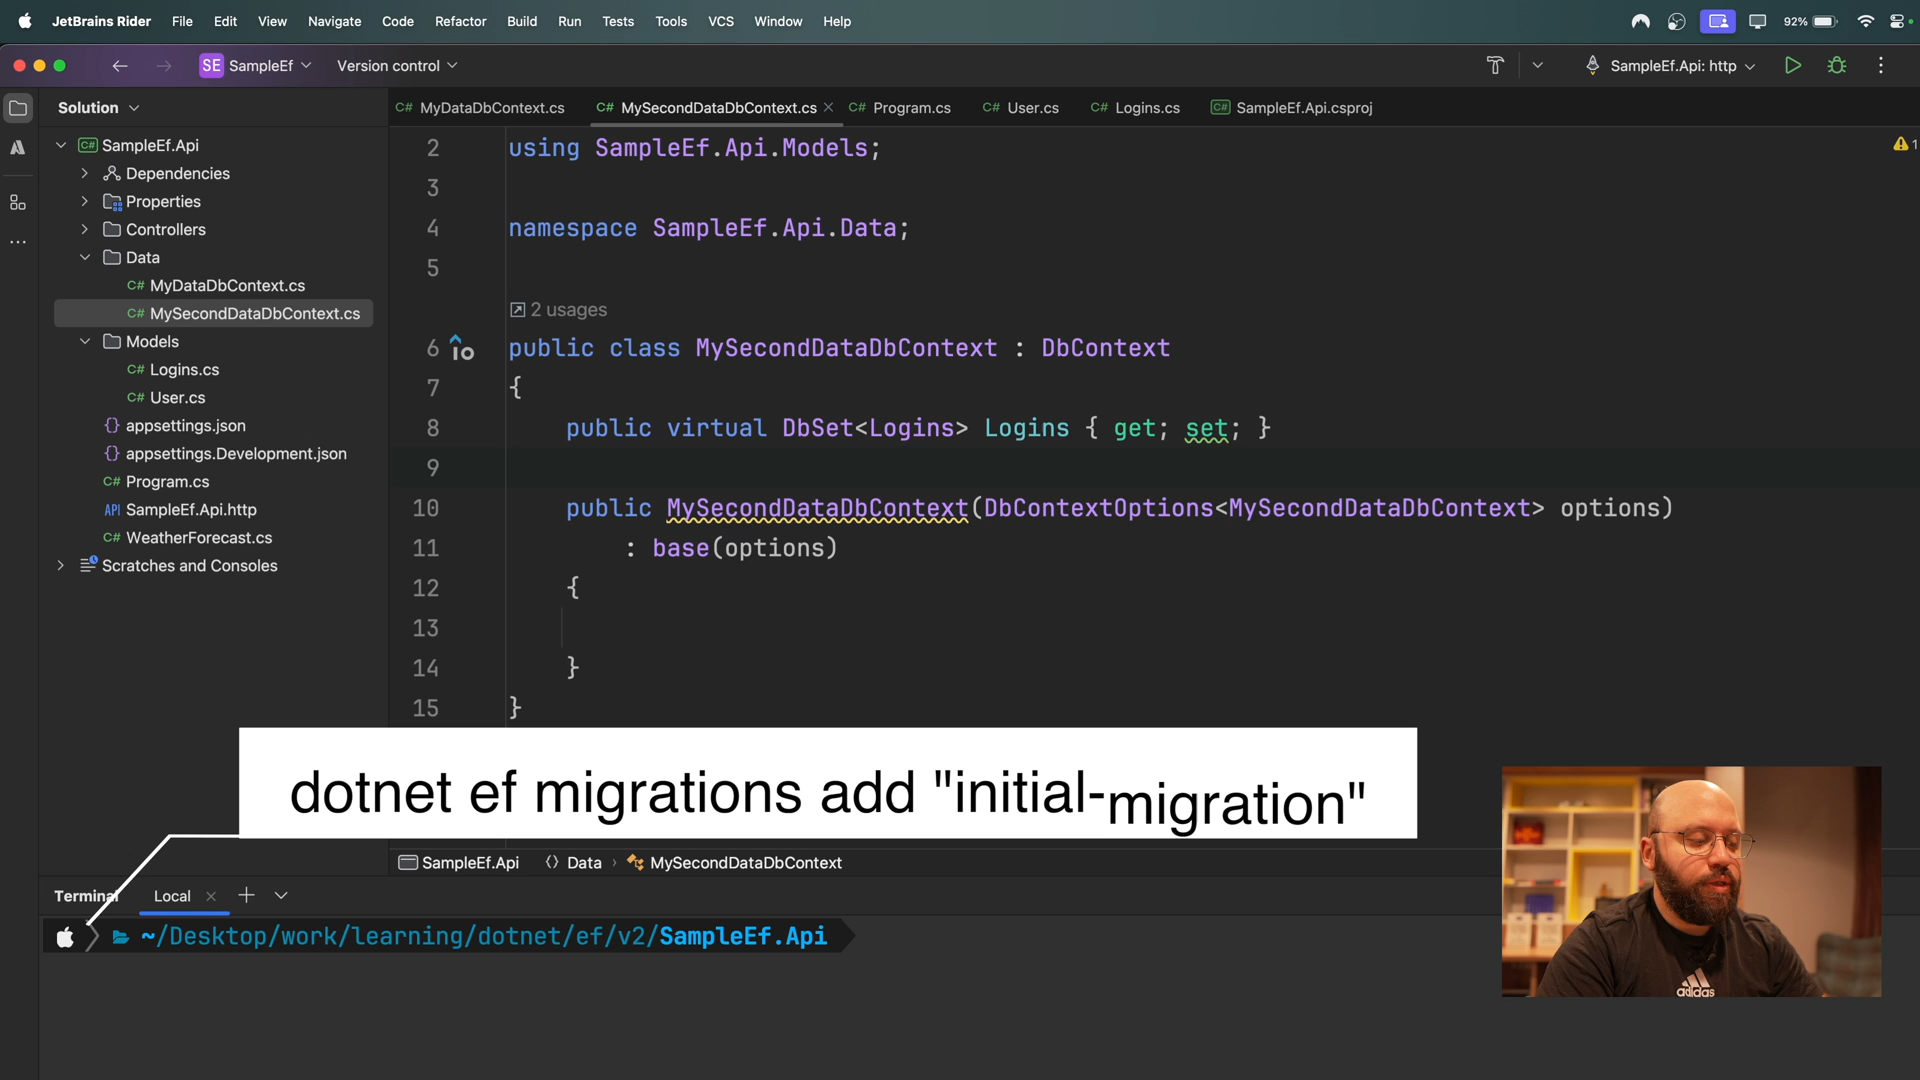 JetBrains Rider File Edit View Navigate Code Refactor Build Run Tests Tools VCS Window Help 92%
SE SampleEf Version control SampleEf.Api: http
Solution
C# MyDataDbContext.cs C# MySecondDataDbContext.cs C# Program.cs C# User.cs C# Logins.cs C# SampleEf.Api.csproj
C# SampleEf.Api
Dependencies
Properties
Controllers
Data
C# MyDataDbContext.cs
C# MySecondDataDbContext.cs
Models
C# Logins.cs
C# User.cs
{} appsettings.json
{} appsettings.Development.json
C# Program.cs
API SampleEf.Api.http
C# WeatherForecast.cs
Scratches and Consoles
1
2 using SampleEf.Api.Models;
3
4 namespace SampleEf.Api.Data;
5
2 usages
6 public class MySecondDataDbContext : DbContext
7 {
8 public virtual DbSet<Logins> Logins { get; set; }
9
10 public MySecondDataDbContext(DbContextOptions<MySecondDataDbContext> options)
11 : base(options)
12 {
13
14 }
15 }
dotnet ef migrations add "initial-migration"
SampleEf.Api Data MySecondDataDbContext
Terminal Local
~/Desktop/work/learning/dotnet/ef/v2/SampleEf.Api
adidas